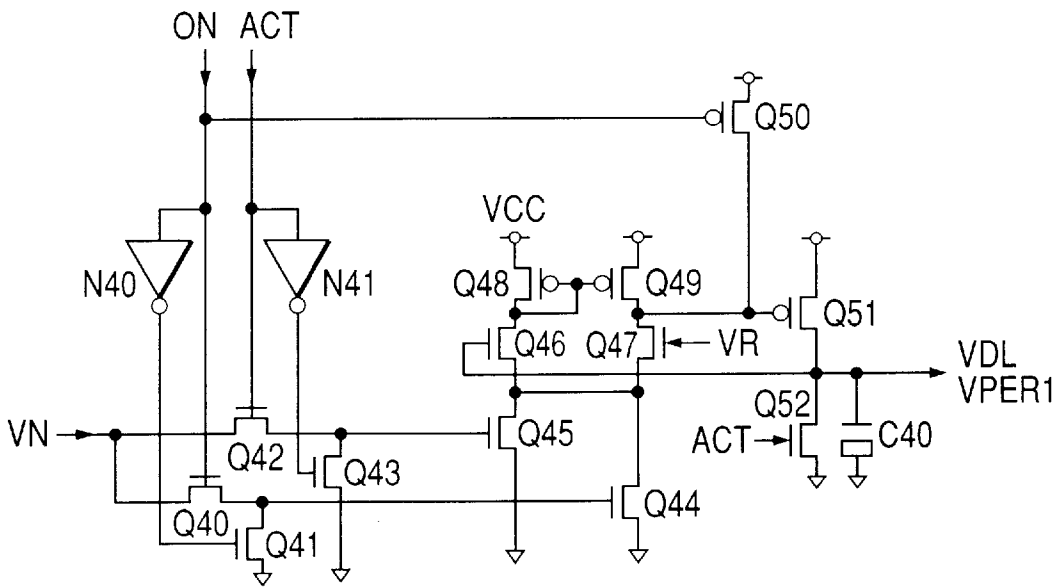 ON ACT
Q50
VCC
N40
N41
Q48
Q49
Q51
Q46
Q47
VR
VDL
VPER1
Q52
VN
Q42
Q43
Q45
ACT
C40
Q40
Q41
Q44